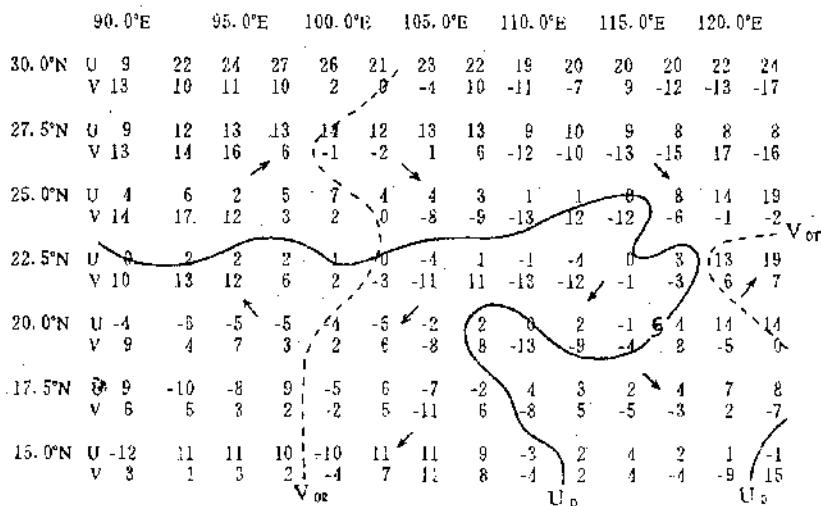 90.0°E 95.0°E 100.0°E 105.0°E 110.0°E 115.0°E 120.0°E
30.0°N U 9 22 24 27 26 21 23 22 19 20 20 20 22 24
V 13 10 11 10 2 0 -4 10 -11 -7 9 -12 -13 -17
27.5°N U 9 12 13 13 11 12 13 13 9 10 9 8 8 8
V 13 14 16 6 -1 -2 1 6 -12 -10 -13 -15 17 -16
25.0°N U 4 6 2 5 7 4 4 3 1 1 0 8 14 19
V 14 17 12 3 2 0 -8 -9 -13 12 -12 -6 -1 -2
V
22.5°N U 0 2 2 2 1 0 -4 1 -1 -4 0 3 13 19
V 10 13 12 6 2 -3 -11 11 -13 -12 -1 -3 6 7
20.0°N U -4 -6 -5 -5 -4 -5 -2 2 0 2 -1 4 14 14
V 9 4 7 3 2 6 -8 8 -13 -9 -4 2 -5 0
17.5°N 9 -10 -8 9 -5 6 -7 -2 4 3 2 4 7 8
V 6 5 3 2 -2 5 -11 6 -8 5 -5 -3 2 -7
15.0°N U -12 11 11 10 -10 11 11 9 -3 2 4 2 1 -1
V 3 1 3 2 -4 7 8 -4 2 4 -4 -9 15
V U U